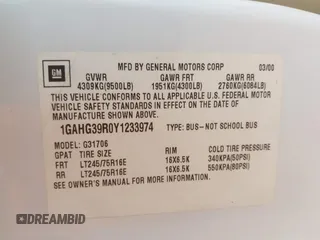 GM
MFD BY GENERAL MOTORS CORP 03/00
GVWR GAWR FRT GAWR RR
4309KG(9500LB) 1951KG(4300LB) 2760KG(6084LB)
THIS VEHICLE CONFORMS TO ALL APPLICABLE U.S. FEDERAL MOTOR
VEHICLE SAFETY STANDARDS IN EFFECT ON THE DATE OF
MANUFACTURE SHOWN ABOVE.
1GAHG39R0Y1233974 TYPE: BUS-NOT SCHOOL BUS
MODEL: G31706
GPAT TIRE SIZE RIM COLD TIRE PRESSURE
FRT LT245/75R16E 16X6.5K 340KPA(50PSI)
RR LT245/75R16E 16X6.5K 550KPA(80PSI)
SEE OWNER'S MANUAL FOR ADDITIONAL INFORMATION
DREAMBID